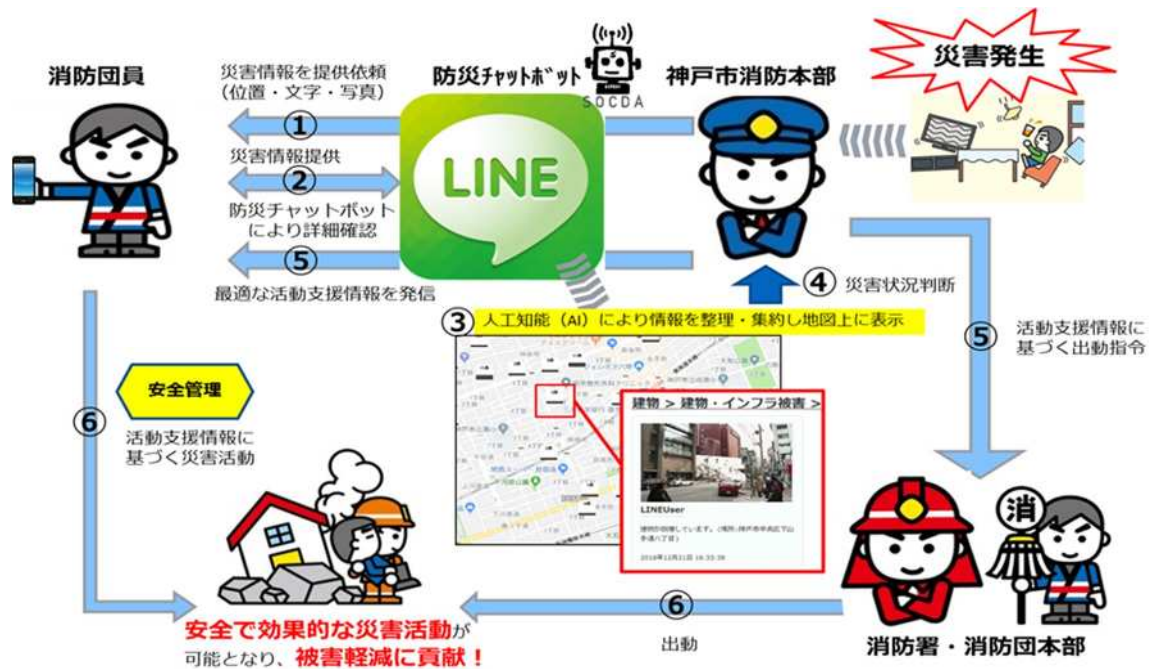 災害発生
消防団員
災害情報を提供依頼
(位置・文字・写真)
防災ﾁｬｯﾄﾎﾞｯﾄ
SOCDA
神戸市消防本部
①
災害情報提供
②
LINE
防災チャットボット
により詳細確認
⑤
最適な活動支援情報を発信
④ 災害状況判断
③ 人工知能（AI）により情報を整理・集約し地図上に表示
⑤
活動支援情報に
基づく出動指令
安全管理
⑥
活動支援情報に
基づく災害活動
建物 > 建物・インフラ被害 >
LINEUser
消
⑥
出動
安全で効果的な災害活動が
可能となり、被害軽減に貢献！
消防署・消防団本部